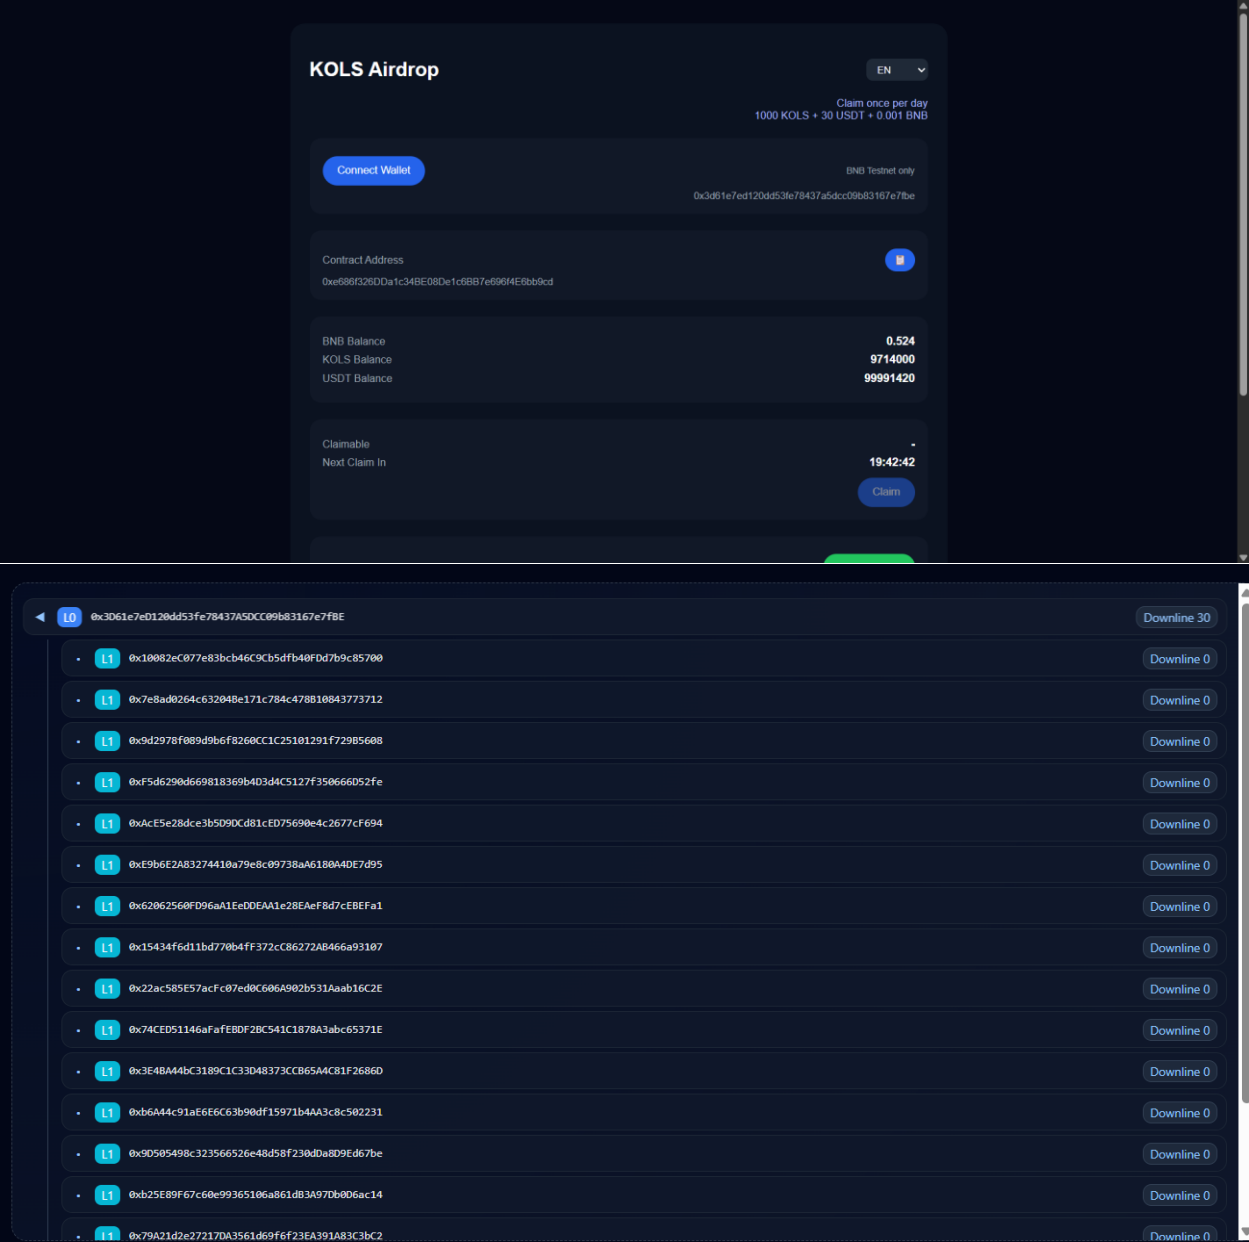 KOLS Airdrop
EN
Claim once per day
1000 KOLS + 30 USDT + 0.001 BNB
Connect Wallet
BNB Testnet only
0x3d61e7ed120dd53fe78437a5dcc09b83167e7fbe
Contract Address
0xe686f326DDa1c34BE08De1c6BB7e696f4E6bb9cd
BNB Balance 0.524
KOLS Balance 9714000
USDT Balance 99991420
Claimable -
Next Claim In 19:42:42
Claim
L0 0x3D61e7eD120dd53fe78437A5DCC09b83167e7fBE Downline 30
L1 0x10082eC077e83bcb46C9Cb5dfb40FDd7b9c85700 Downline 0
L1 0x7e8ad0264c63204Be171c784c478B10843773712 Downline 0
L1 0x9d2978f089d9b6f8260CC1C25101291f729B5608 Downline 0
L1 0xF5d6290d669818369b4D3d4C5127f350666D52fe Downline 0
L1 0xAcE5e28dce3b5D9DCd81cED75690e4c2677cF694 Downline 0
L1 0xE9b6E2A83274410a79e8c09738aA6180A4DE7d95 Downline 0
L1 0x62062560FD96aA1EeDDEAA1e28EAeF8d7cEBEFa1 Downline 0
L1 0x15434f6d11bd770b4fF372cC86272AB466a93107 Downline 0
L1 0x22ac585E57acFc07ed0C606A902b531Aaab16C2E Downline 0
L1 0x74CED51146aFafEBDF2BC541C1878A3abc65371E Downline 0
L1 0x3E4BA44bC3189C1C33D48373CCB65A4C81F2686D Downline 0
L1 0xb6A44c91aE6E6C63b90df15971b4AA3c8c502231 Downline 0
L1 0x9D505498c323566526e48d58f230dDa8D9Ed67be Downline 0
L1 0xb25E89F67c60e99365106a861dB3A97Db0D6ac14 Downline 0
L1 0x79A21d2e27217DA3561d69f6f23EA391A83C3bC2 Downline 0